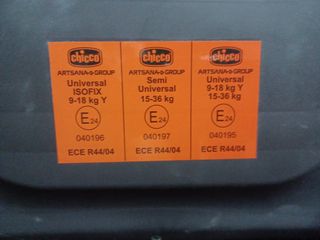 chicco
ARTSANA GROUP
Universal
ISOFIX
9-18 kg Y
E 24
040196
ECE R44/04
chicco
ARTSANA GROUP
Semi
Universal
15-36 kg
E 24
040197
ECE R44/04
chicco
ARTSANA GROUP
Universal
9-18 kg Y
15-36 kg
E 24
040195
ECE R44/04